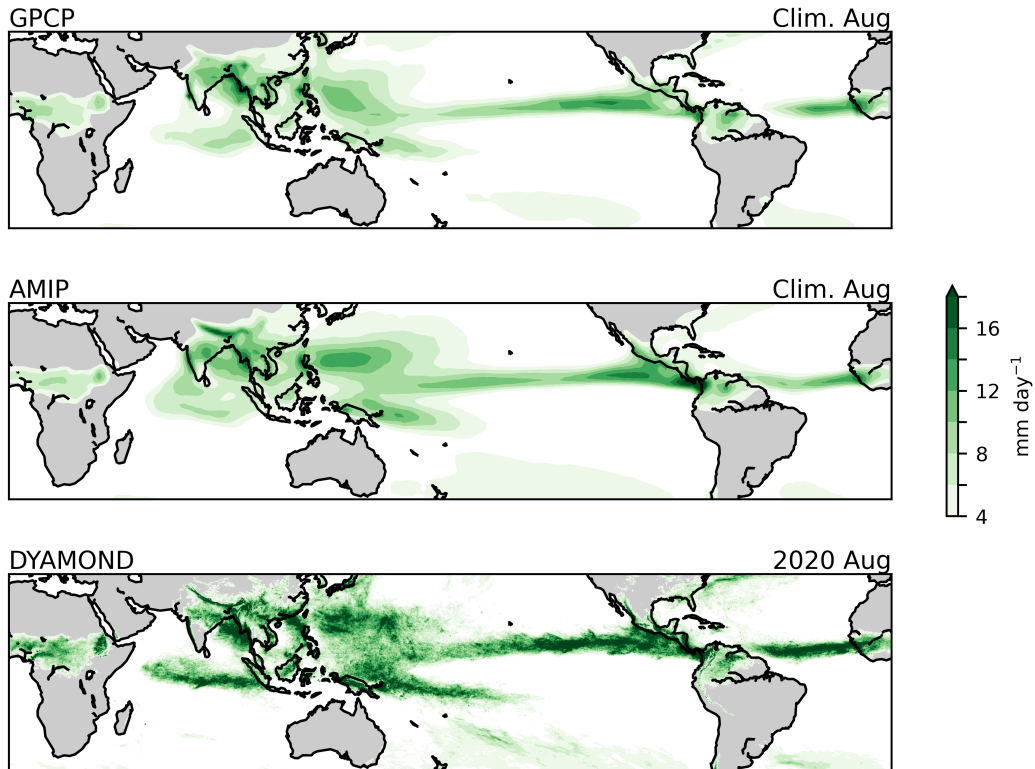 GPCP Clim. Aug
AMIP Clim. Aug
16
12
8
4
mm day⁻¹
DYAMOND 2020 Aug